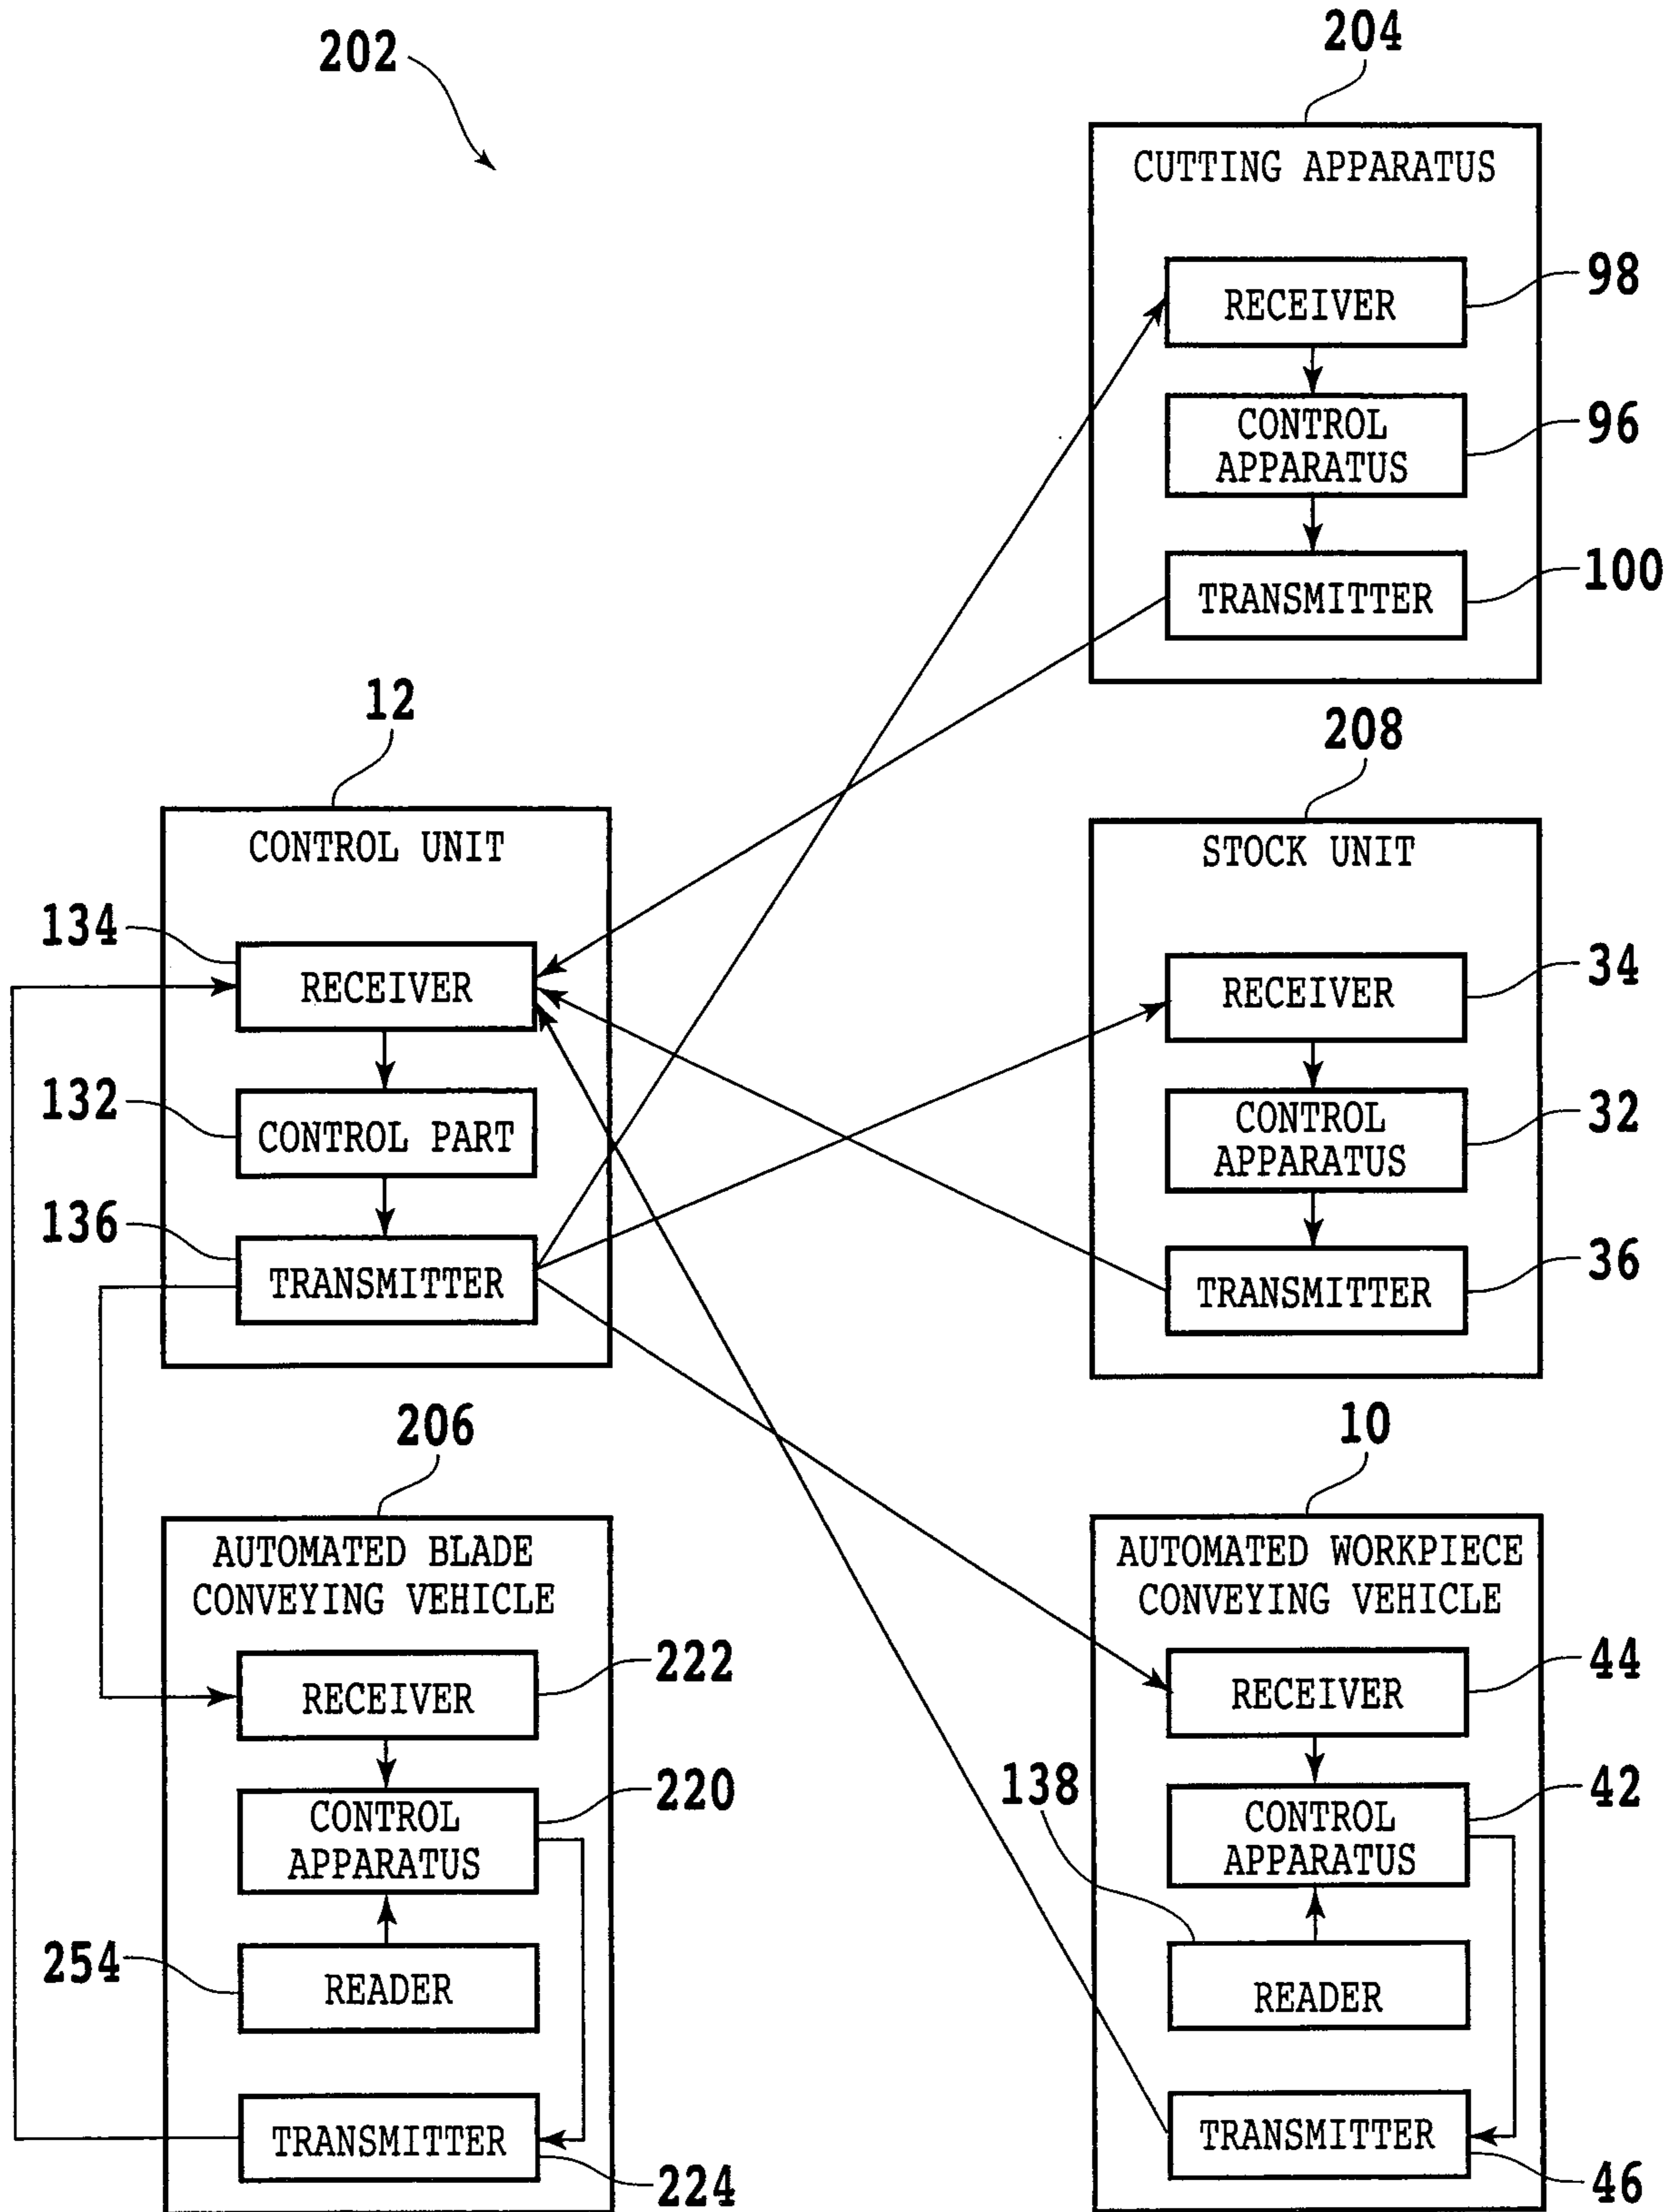 202
204
CUTTING APPARATUS
RECEIVER
98
CONTROL
APPARATUS
96
TRANSMITTER
100
12
CONTROL UNIT
134
RECEIVER
132
CONTROL PART
136
TRANSMITTER
208
STOCK UNIT
RECEIVER
34
CONTROL
APPARATUS
32
TRANSMITTER
36
206
AUTOMATED BLADE
CONVEYING VEHICLE
RECEIVER
222
CONTROL
APPARATUS
220
254
READER
TRANSMITTER
224
10
AUTOMATED WORKPIECE
CONVEYING VEHICLE
RECEIVER
44
138
CONTROL
APPARATUS
42
READER
TRANSMITTER
46